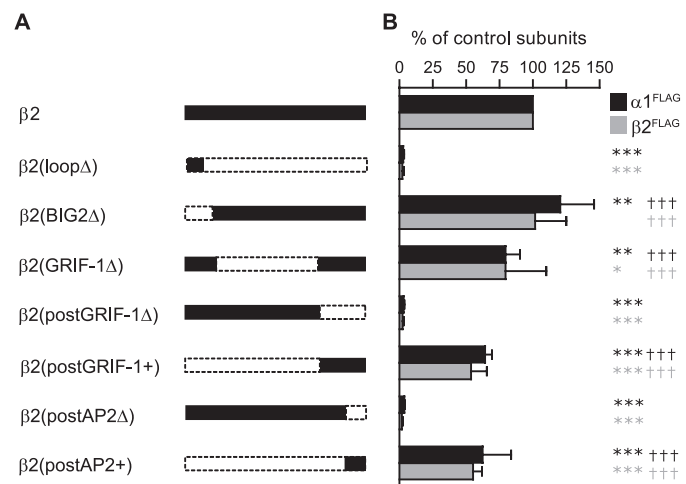 A
B
% of control subunits
0 25 50 75 100 125 150
α1FLAG
β2FLAG
β2
β2(loopΔ)
***
***
β2(BIG2Δ)
** †††
†††
β2(GRIF-1Δ)
** †††
* †††
β2(postGRIF-1Δ)
***
***
β2(postGRIF-1+)
***†††
***†††
β2(postAP2Δ)
***
***
β2(postAP2+)
*** †††
*** †††